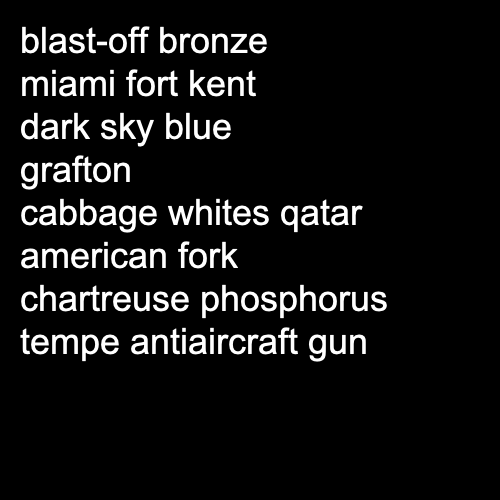 blast-off bronze
miami fort kent
dark sky blue
grafton
cabbage whites qatar
american fork
chartreuse phosphorus
tempe antiaircraft gun